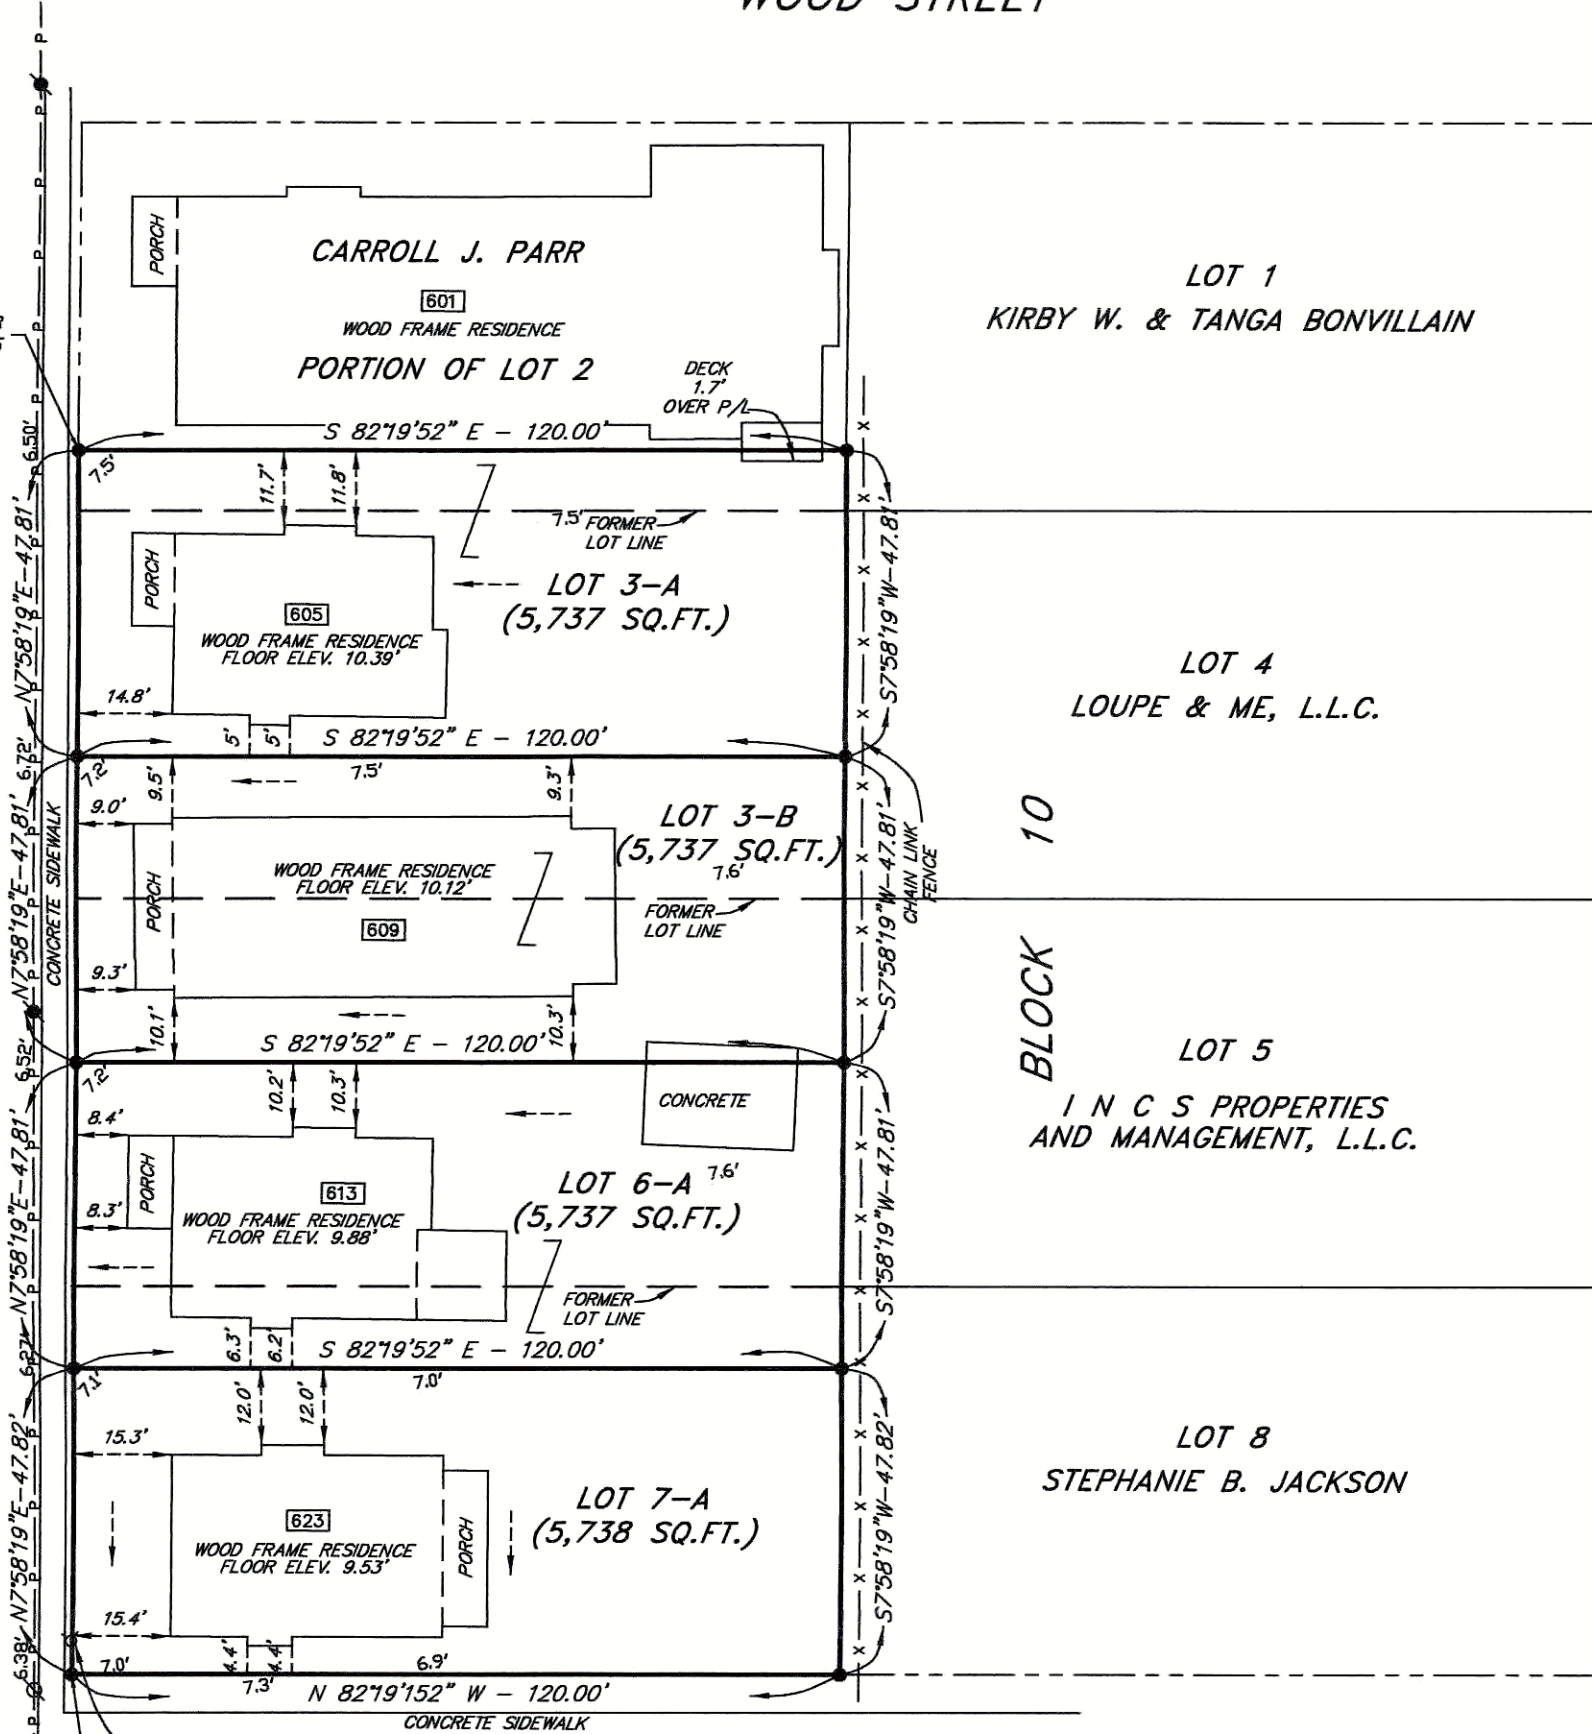 WOOD STREET
P
PORCH
CARROLL J. PARR
601
WOOD FRAME RESIDENCE
PORTION OF LOT 2
DECK
1.7'
OVER P/L
LOT 1
KIRBY W. & TANGA BONVILLAIN
S 82°19'52" E - 120.00'
6.50'
7.5'
11.7'
11.8'
7.5'
FORMER
LOT LINE
N7°58'19"E-47.81'
S7°58'19"W-47.81'
PORCH
LOT 3-A
(5,737 SQ.FT.)
605
WOOD FRAME RESIDENCE
FLOOR ELEV. 10.39'
14.8'
5'
5'
LOT 4
LOUPE & ME, L.L.C.
S 82°19'52" E - 120.00'
6.72'
7.2'
7.5'
9.5'
9.3'
9.0'
LOT 3-B
(5,737 SQ.FT.)
7.6'
N7°58'19"E-47.81'
CONCRETE SIDEWALK
PORCH
WOOD FRAME RESIDENCE
FLOOR ELEV. 10.12'
609
FORMER
LOT LINE
S7°58'19"W-47.81'
CHAIN LINK
FENCE
BLOCK 10
9.3'
10.1'
10.3'
S 82°19'52" E - 120.00'
6.52'
7.2'
10.2'
10.3'
CONCRETE
8.4'
PORCH
8.3'
613
WOOD FRAME RESIDENCE
FLOOR ELEV. 9.88'
LOT 6-A
(5,737 SQ.FT.)
7.6'
N7°58'19"E-47.81'
S7°58'19"W-47.81'
LOT 5
I N C S PROPERTIES
AND MANAGEMENT, L.L.C.
FORMER
LOT LINE
6.3'
6.2'
S 82°19'52" E - 120.00'
6.27'
7.1'
7.0'
12.0'
12.0'
15.3'
623
WOOD FRAME RESIDENCE
FLOOR ELEV. 9.53'
PORCH
LOT 7-A
(5,738 SQ.FT.)
N7°58'19"E-47.82'
S7°58'19"W-47.82'
LOT 8
STEPHANIE B. JACKSON
15.4'
4.4'
4.4'
6.38'
7.0'
6.9'
7.3'
N 82°19'152" W - 120.00'
CONCRETE SIDEWALK